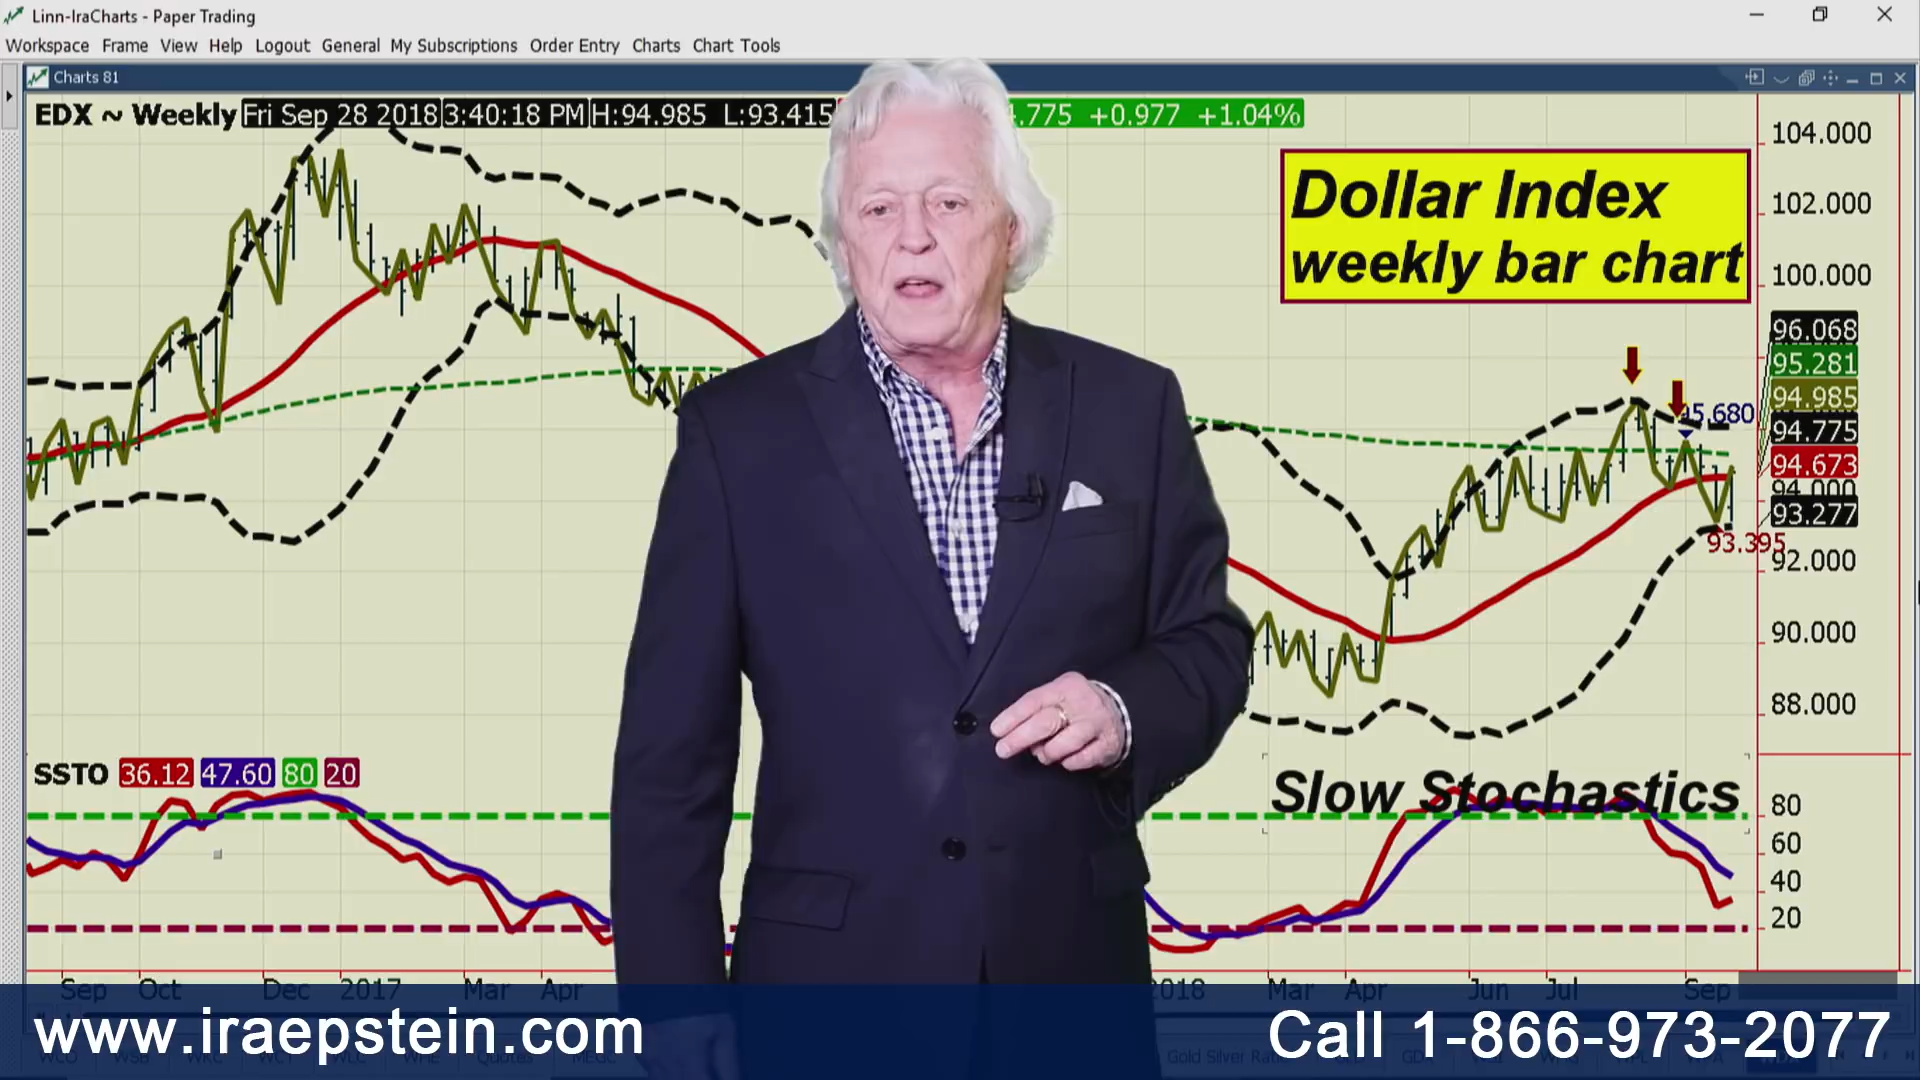 Linn-IraCharts - Paper Trading
Workspace Frame View Help Logout General My Subscriptions Order Entry Charts Chart Tools
Charts 81
EDX ~ Weekly Fri Sep 28 2018 3:40:18 PM H:94.985 L:93.415 .775 +0.977 +1.04%
Dollar Index
weekly bar chart
104.000
102.000
100.000
96.068
95.281
94.985
94.775
94.673
94.000
93.277
92.000
90.000
88.000
95.680
93.395
SSTO 36.12 47.60 80 20
Slow Stochastics
80
60
40
20
Sep Oct Dec 2017 Mar Apr 2018 Mar Apr Jun Jul Sep
www.iraepstein.com
Call 1-866-973-2077